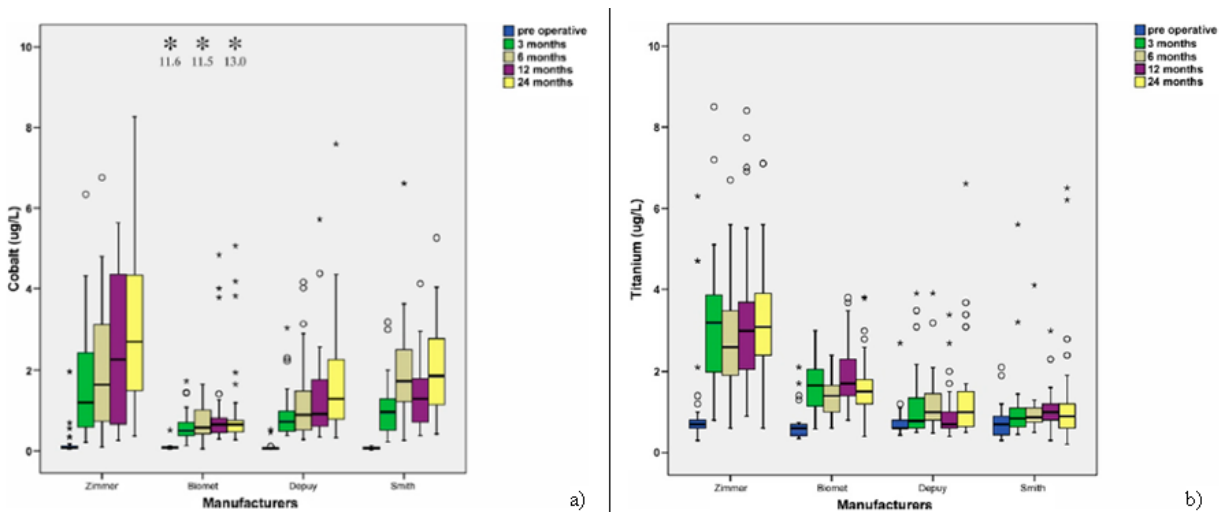 pre operative
3 months
6 months
12 months
24 months
* * *
11.6 11.5 13.0
10
8
6
4
2
0
Cobalt (ug/L)
Zimmer Biomet Depuy Smith
Manufacturers
a)
pre operative
3 months
6 months
12 months
24 months
10
8
6
4
2
0
Titanium (ug/L)
Zimmer Biomet Depuy Smith
Manufacturers
b)